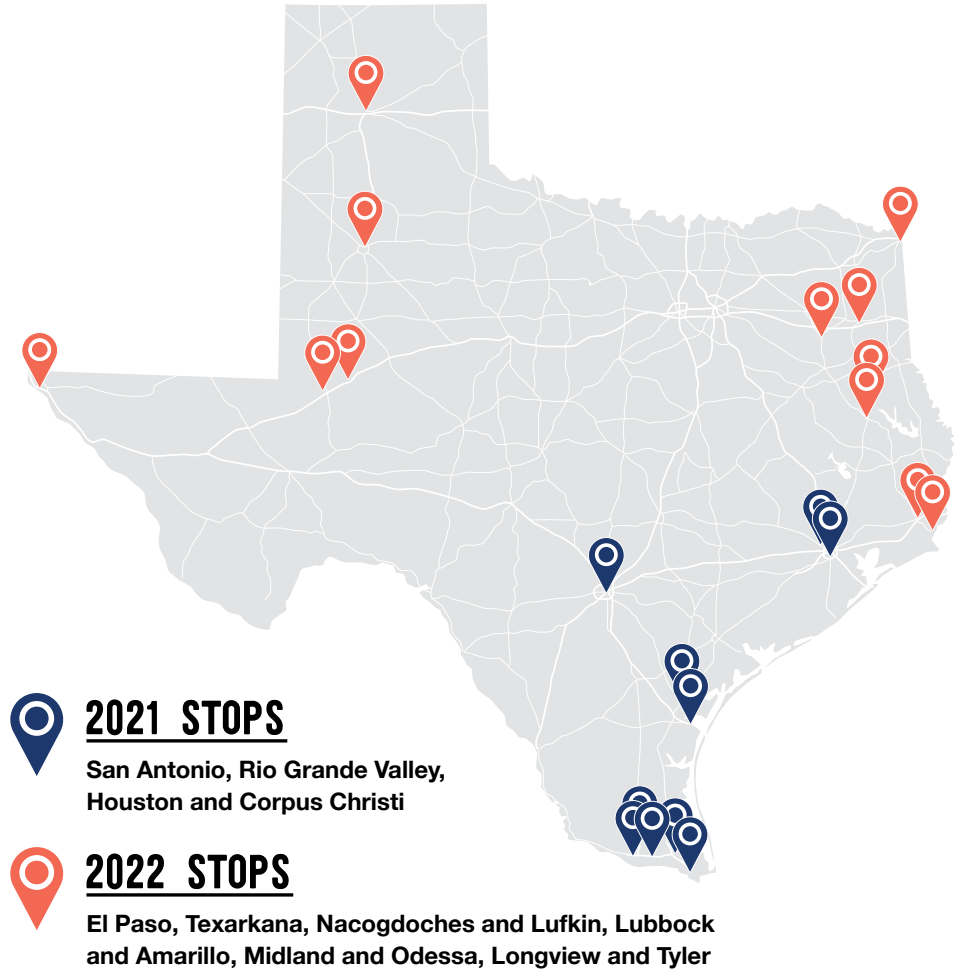 2021 STOPS
San Antonio, Rio Grande Valley,
Houston and Corpus Christi
2022 STOPS
El Paso, Texarkana, Nacogdoches and Lufkin, Lubbock
and Amarillo, Midland and Odessa, Longview and Tyler